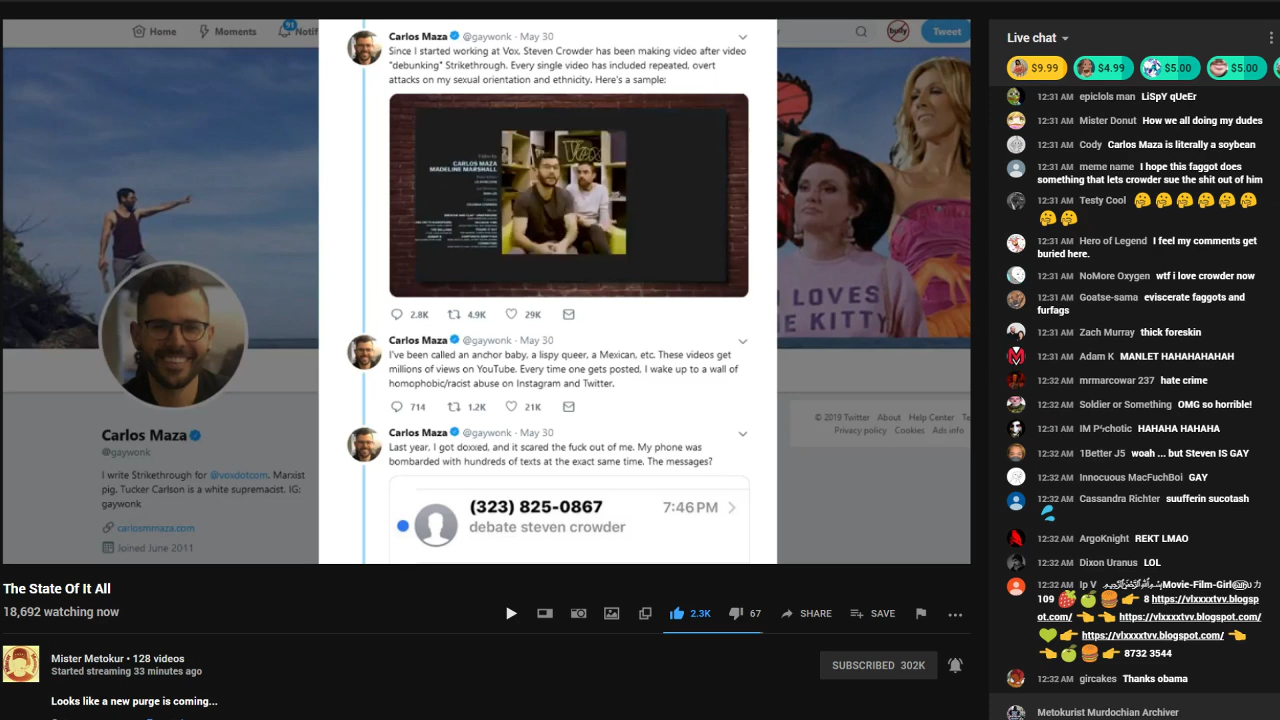 Home
Moments
91
Notif
bully
Tweet
Carlos Maza @gaywonk · May 30
Since I started working at Vox, Steven Crowder has been making video after video
"debunking" Strikethrough. Every single video has included repeated, overt
attacks on my sexual orientation and ethnicity. Here's a sample:
Video by
CARLOS MAZA
MADELINE MARSHALL
Vox
LOVES
KITTY
2.8K
4.9K
29K
Carlos Maza @gaywonk · May 30
I've been called an anchor baby, a lispy queer, a Mexican, etc. These videos get
millions of views on YouTube. Every time one gets posted, I wake up to a wall of
homophobic/racist abuse on Instagram and Twitter.
714
1.2K
21K
Carlos Maza @gaywonk · May 30
Last year, I got doxxed, and it scared the fuck out of me. My phone was
bombarded with hundreds of texts at the exact same time. The messages?
(323) 825-0867
7:46 PM
debate steven crowder
Carlos Maza
@gaywonk
I write Strikethrough for @voxdotcom. Marxist
pig. Tucker Carlson is a white supremacist. IG:
gaywonk
carlosmmaza.com
Joined June 2011
© 2019 Twitter About Help Center Te
Privacy policy Cookies Ads info
The State Of It All
18,692 watching now
2.3K
67
SHARE
SAVE
Mister Metokur • 128 videos
Started streaming 33 minutes ago
SUBSCRIBED 302K
Looks like a new purge is coming...
Live chat
$9.99
$4.99
$5.00
$5.00
12:31 AM epiclols man LiSpY qUeEr
12:31 AM Mister Donut How we all doing my dudes
12:31 AM Cody Carlos Maza is literally a soybean
12:31 AM meme name I hope this faggot does
something that lets crowder sue the shit out of him
12:31 AM Testy Cool 🤔 🤔 🤔 🤔 🤔 🤔
🤔 🤔
12:31 AM Hero of Legend I feel my comments get
buried here.
12:31 AM NoMore Oxygen wtf i love crowder now
12:31 AM Goatse-sama eviscerate faggots and
furfags
12:31 AM Zach Murray thick foreskin
12:31 AM Adam K MANLET HAHAHAHAHAH
12:32 AM mrmarcowar 237 hate crime
12:32 AM Soldier or Something OMG so horrible!
12:32 AM IM P½chotic HAHAHA HAHAHA
12:32 AM 1Better J5 woah ... but Steven IS GAY
12:32 AM Innocuous MacFuchBoi GAY
12:32 AM Cassandra Richter suufferin sucotash
💦
12:32 AM ArgoKnight REKT LMAO
12:32 AM Dixon Uranus LOL
12:32 AM Ip V Movie-Film-Girl
109 🍓 🍏 🍔 👉 8 https://vlxxxxtvv.blogsp
ot.com/ 👈 👉 https://vlxxxxtvv.blogspot.com/
💚 👉 https://vlxxxxtvv.blogspot.com/ 👈
👈 🍏 🍔 👉 8732 3544
12:32 AM gircakes Thanks obama
Metokurist Murdochian Archiver